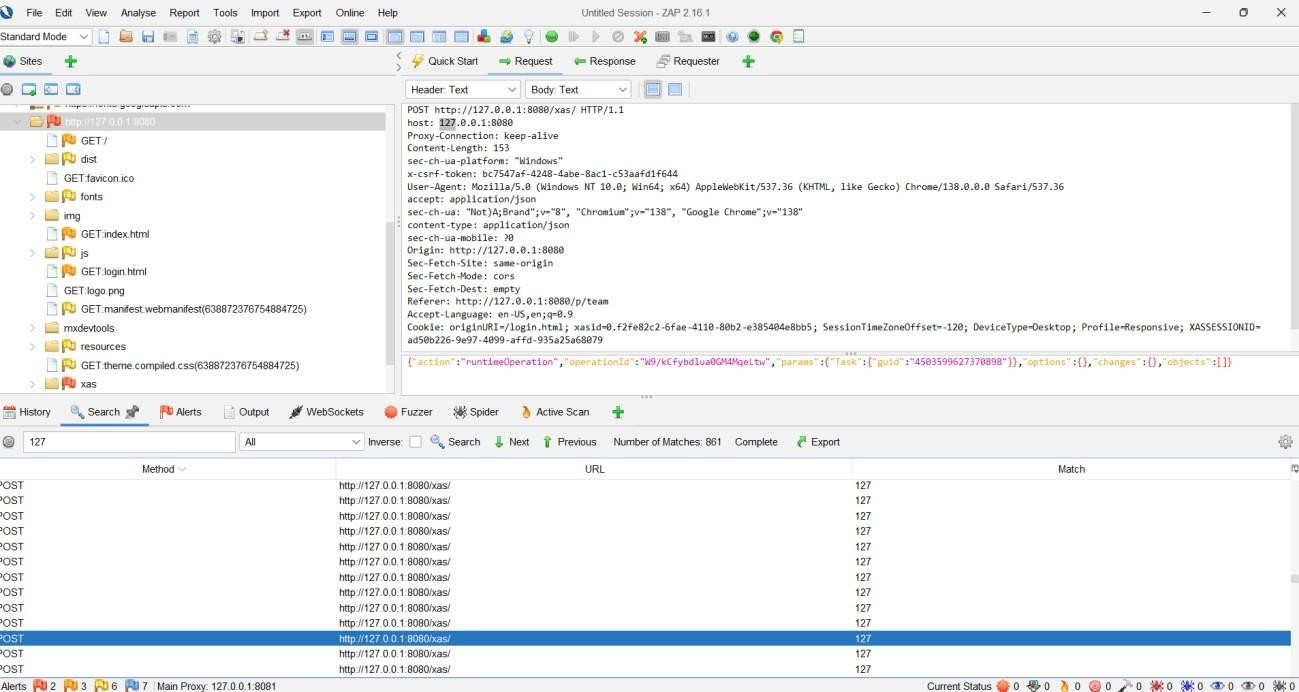 File Edit View Analyse Report Tools Import Export Online Help
Untitled Session - ZAP 2.16.1
Standard Mode
Sites
Quick Start Request Response Requester
Header: Text Body: Text
http://127.0.0.1:8080
GET:/
dist
GET:favicon.ico
fonts
img
GET:index.html
js
GET:login.html
GET:logo.png
GET:manifest.webmanifest(638872376754884725)
mxdevtools
resources
GET:theme.compiled.css(638872376754884725)
xas
POST http://127.0.0.1:8080/xas/ HTTP/1.1
host: 127.0.0.1:8080
Proxy-Connection: keep-alive
Content-Length: 153
sec-ch-ua-platform: "Windows"
x-csrf-token: bc7547af-4248-4abe-8ac1-c53aafd1f644
User-Agent: Mozilla/5.0 (Windows NT 10.0; Win64; x64) AppleWebKit/537.36 (KHTML, like Gecko) Chrome/138.0.0.0 Safari/537.36
accept: application/json
sec-ch-ua: "Not)A;Brand";v="8", "Chromium";v="138", "Google Chrome";v="138"
content-type: application/json
sec-ch-ua-mobile: ?0
Origin: http://127.0.0.1:8080
Sec-Fetch-Site: same-origin
Sec-Fetch-Mode: cors
Sec-Fetch-Dest: empty
Referer: http://127.0.0.1:8080/p/team
Accept-Language: en-US,en;q=0.9
Cookie: originURI=/login.html; xasid=0.f2fe82c2-6fae-4110-80b2-e385404e8bb5; SessionTimeZoneOffset=-120; DeviceType=Desktop; Profile=Responsive; XASSESSIONID=
ad50b226-9e97-4099-affd-935a25a68079
{"action":"runtimeOperation","operationId":"W9/kCfybdlua0GM4MqeLtw","params":{"Task":{"guid":"4503599627370898"}},"options":{},"changes":{},"objects":[]}
History Search Alerts Output WebSockets Fuzzer Spider Active Scan
127 All Inverse: Search Next Previous Number of Matches: 861 Complete Export
Method URL Match
POST http://127.0.0.1:8080/xas/ 127
POST http://127.0.0.1:8080/xas/ 127
POST http://127.0.0.1:8080/xas/ 127
POST http://127.0.0.1:8080/xas/ 127
POST http://127.0.0.1:8080/xas/ 127
POST http://127.0.0.1:8080/xas/ 127
POST http://127.0.0.1:8080/xas/ 127
POST http://127.0.0.1:8080/xas/ 127
POST http://127.0.0.1:8080/xas/ 127
POST http://127.0.0.1:8080/xas/ 127
POST http://127.0.0.1:8080/xas/ 127
POST http://127.0.0.1:8080/xas/ 127
POST http://127.0.0.1:8080/xas/ 127
Alerts 2 3 6 7 Main Proxy: 127.0.0.1:8081
Current Status 0 0 0 0 0 0 0 0 0 0